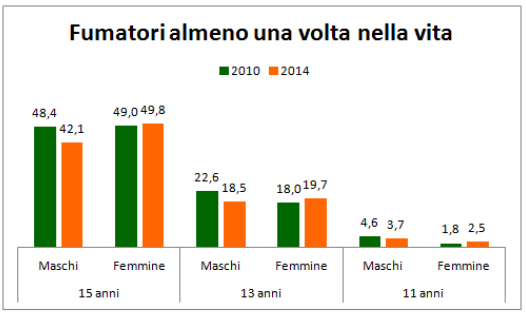 Fumatori almeno una volta nella vita
2010 2014
48,4 42,1 49,0 49,8 22,6 18,5 18,0 19,7 4,6 3,7 1,8 2,5
Maschi Femmine Maschi Femmine Maschi Femmine
15 anni 13 anni 11 anni